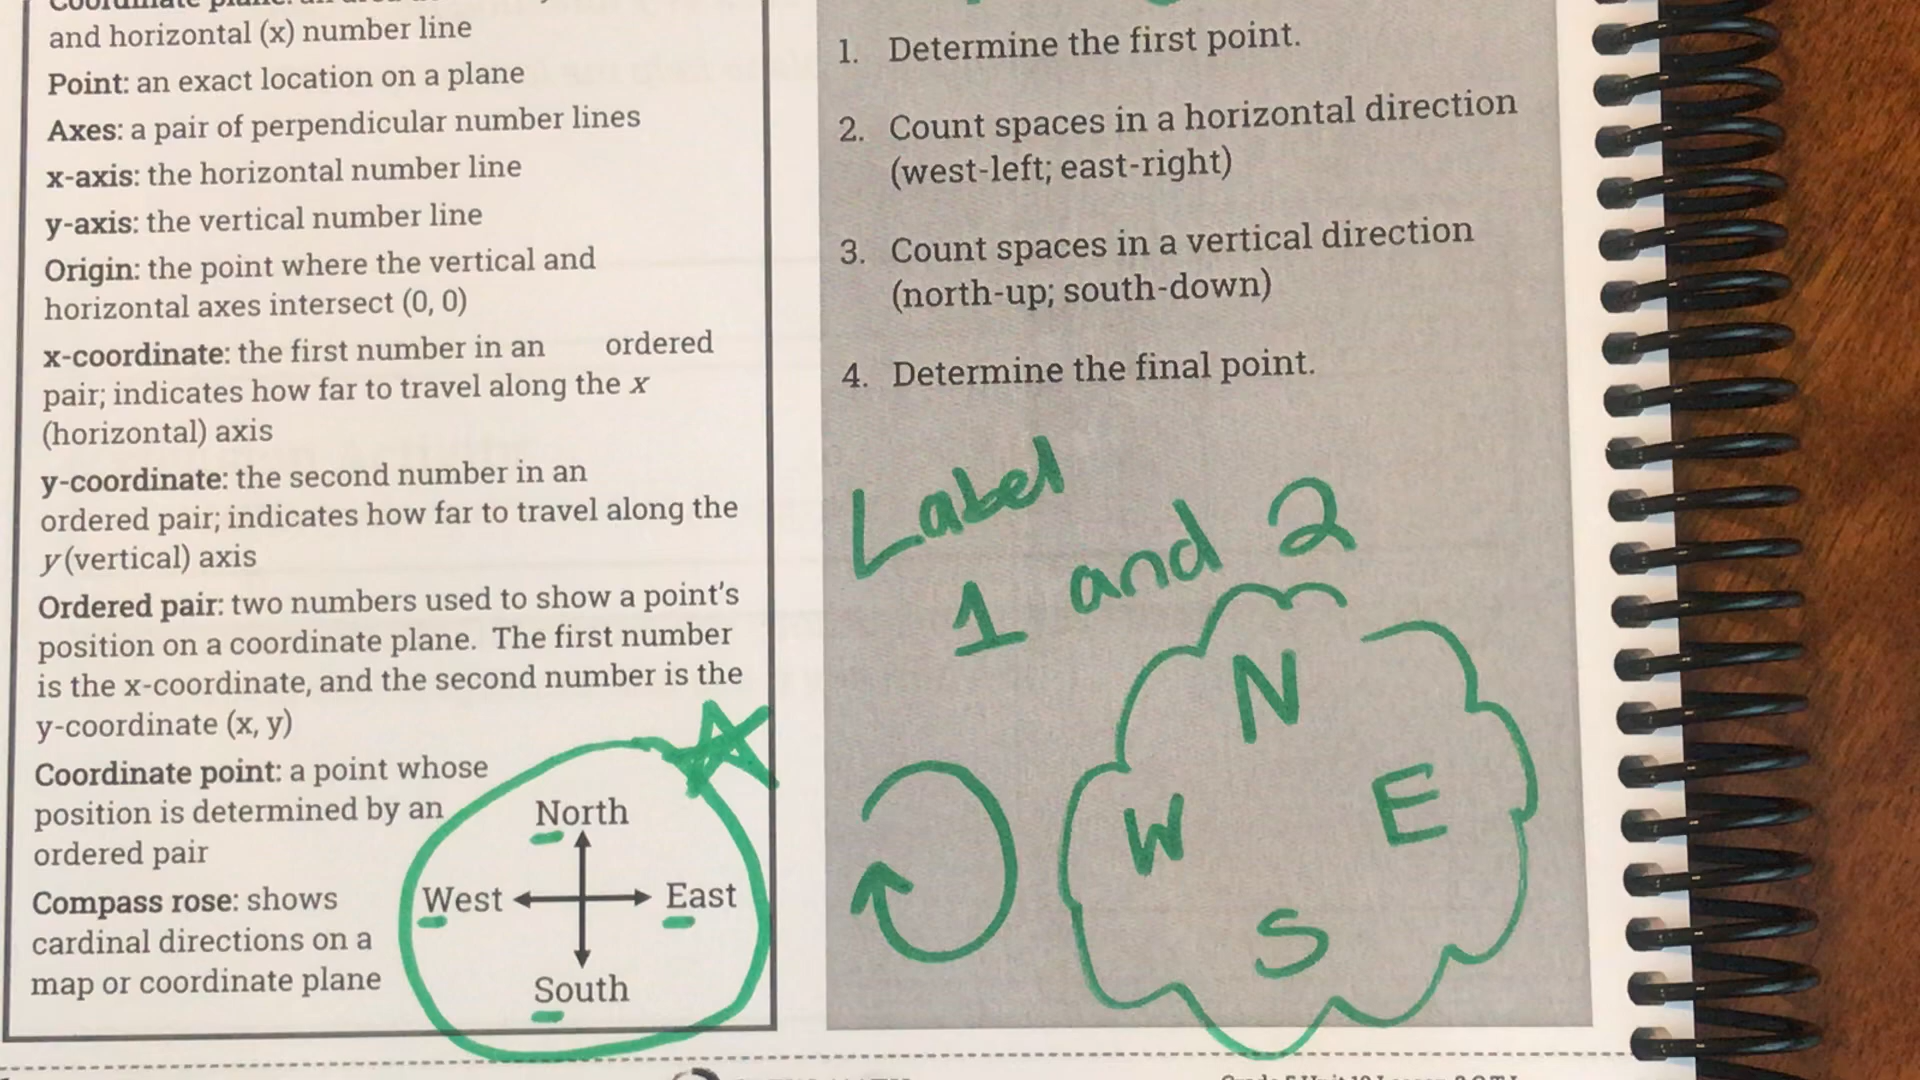 and horizontal (x) number line
Point: an exact location on a plane
Axes: a pair of perpendicular number lines
x-axis: the horizontal number line
y-axis: the vertical number line
Origin: the point where the vertical and
horizontal axes intersect (0, 0)
x-coordinate: the first number in an ordered
pair; indicates how far to travel along the x
(horizontal) axis
y-coordinate: the second number in an
ordered pair; indicates how far to travel along the
y (vertical) axis
Ordered pair: two numbers used to show a point's
position on a coordinate plane. The first number
is the x-coordinate, and the second number is the
y-coordinate (x, y)
Coordinate point: a point whose
position is determined by an
ordered pair
Compass rose: shows
cardinal directions on a
map or coordinate plane
North
West East
South
1. Determine the first point.
2. Count spaces in a horizontal direction
(west-left; east-right)
3. Count spaces in a vertical direction
(north-up; south-down)
4. Determine the final point.
Label
1 and 2
N
W E
S